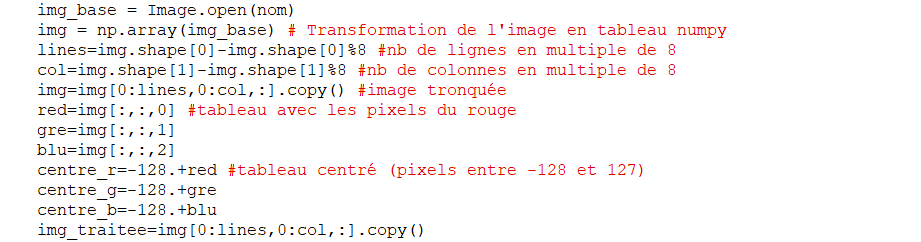 img_base = Image.open(nom)
img = np.array(img_base) # Transformation de l'image en tableau numpy
lines=img.shape[0]-img.shape[0]%8 #nb de lignes en multiple de 8
col=img.shape[1]-img.shape[1]%8 #nb de colonnes en multiple de 8
img=img[0:lines,0:col,:].copy() #image tronquée
red=img[:,:,0] #tableau avec les pixels du rouge
gre=img[:,:,1]
blu=img[:,:,2]
centre_r=-128.+red #tableau centré (pixels entre -128 et 127)
centre_g=-128.+gre
centre_b=-128.+blu
img_traitee=img[0:lines,0:col,:].copy()